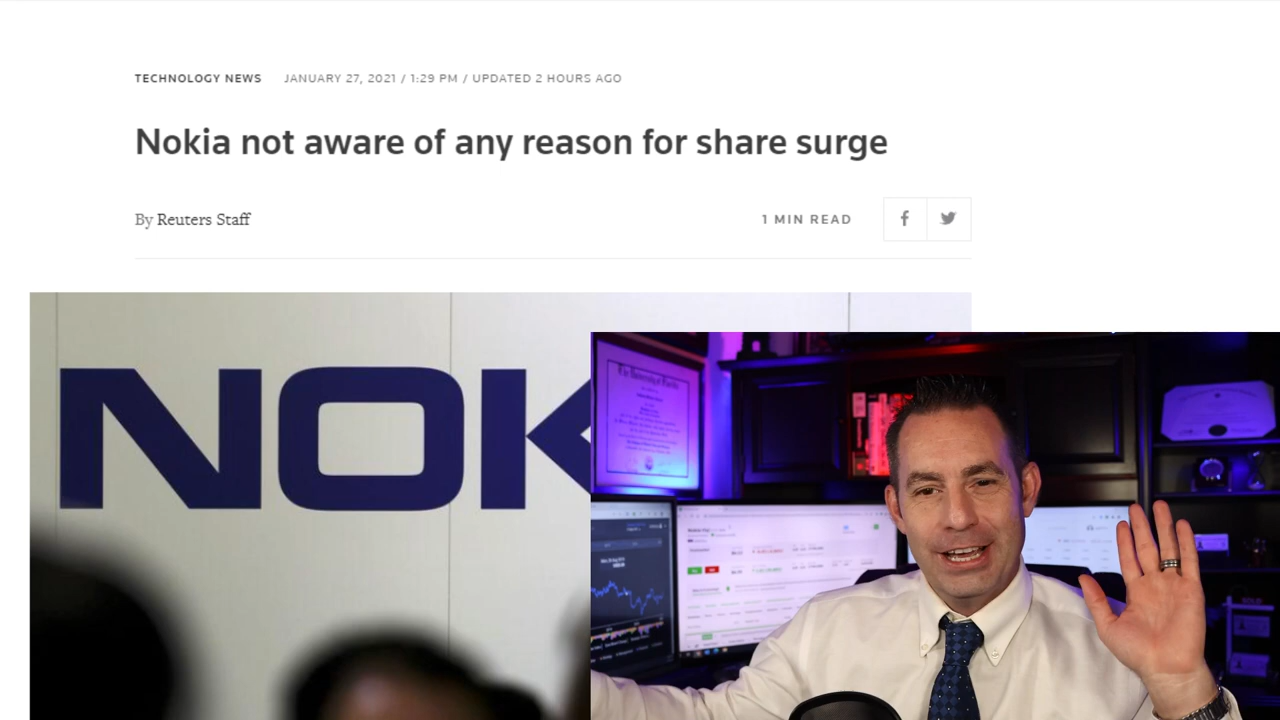 TECHNOLOGY NEWS JANUARY 27, 2021 / 1:29 PM / UPDATED 2 HOURS AGO
Nokia not aware of any reason for share surge
By Reuters Staff
1 MIN READ
NOK